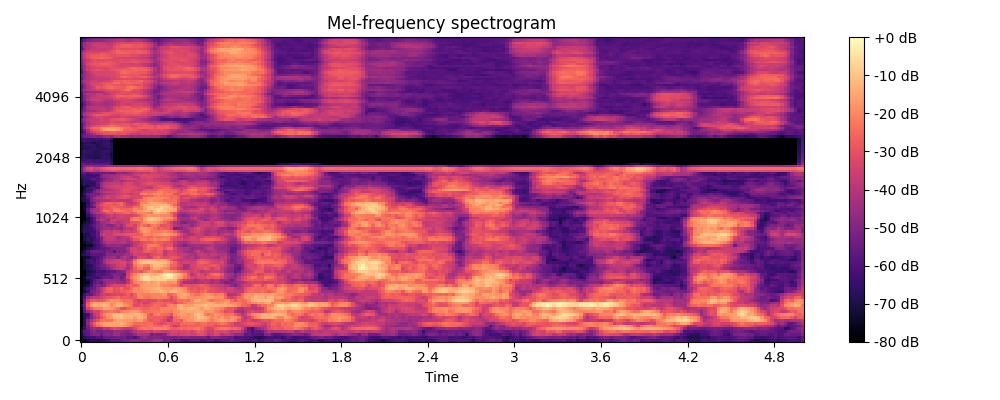 Mel-frequency spectrogram
+0 dB
-10 dB
-20 dB
-30 dB
-40 dB
-50 dB
-60 dB
-70 dB
-80 dB
Hz
4096
2048
1024
512
0
0 0.6 1.2 1.8 2.4 3 3.6 4.2 4.8
Time